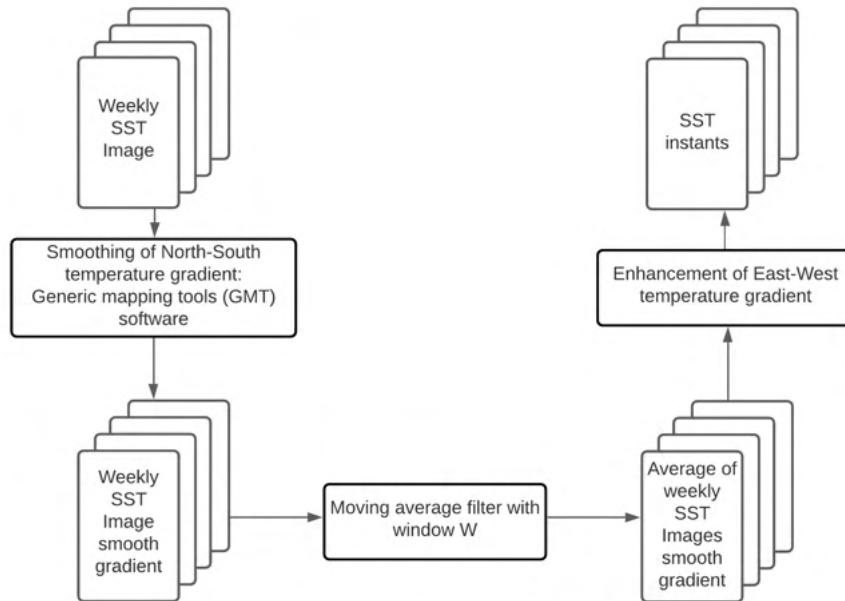 Weekly
SST
Image
Smoothing of North-South
temperature gradient:
Generic mapping tools (GMT)
software
Weekly
SST
Image
smooth
gradient
Moving average filter with
window W
Average of
weekly
SST
Images
smooth
gradient
Enhancement of East-West
temperature gradient
SST
instants